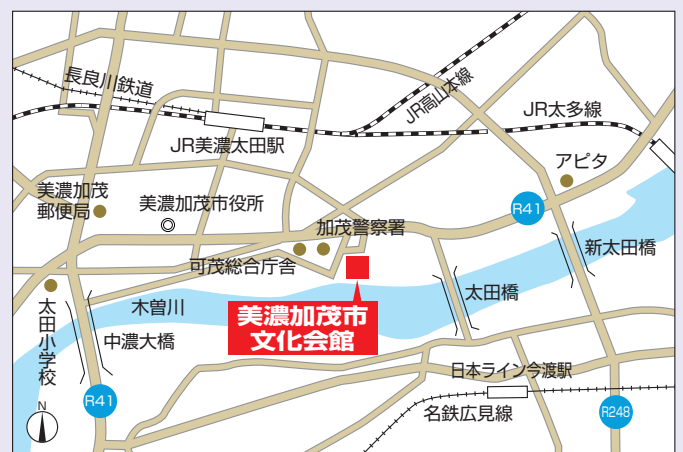 長良川鉄道
JR高山本線
JR太多線
JR美濃太田駅
アピタ
美濃加茂
郵便局
美濃加茂市役所
R41
加茂警察署
新太田橋
可茂総合庁舎
太田橋
木曽川
美濃加茂市
文化会館
太田小学校
中濃大橋
日本ライン今渡駅
R41
名鉄広見線
R248
N